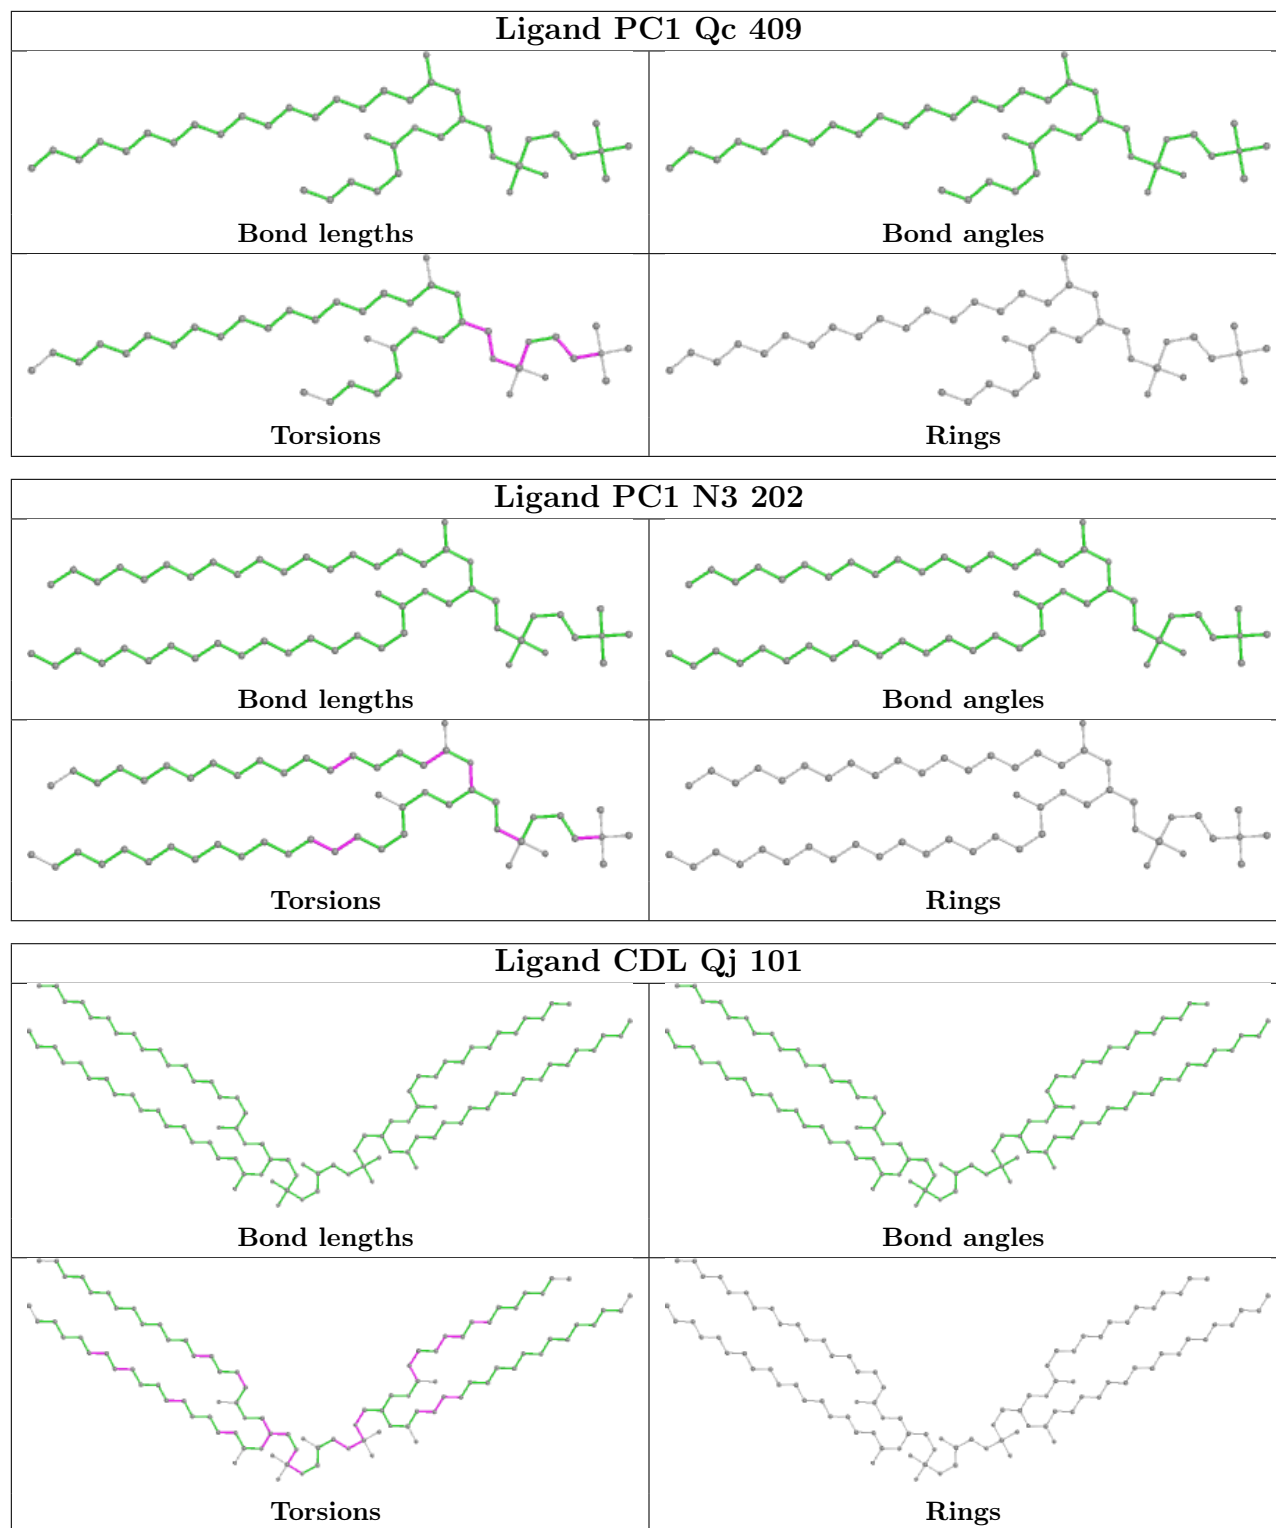 Ligand PC1 Qc 409
Bond lengths
Bond angles
Torsions
Rings
Ligand PC1 N3 202
Bond lengths
Bond angles
Torsions
Rings
Ligand CDL Qj 101
Bond lengths
Bond angles
Torsions
Rings